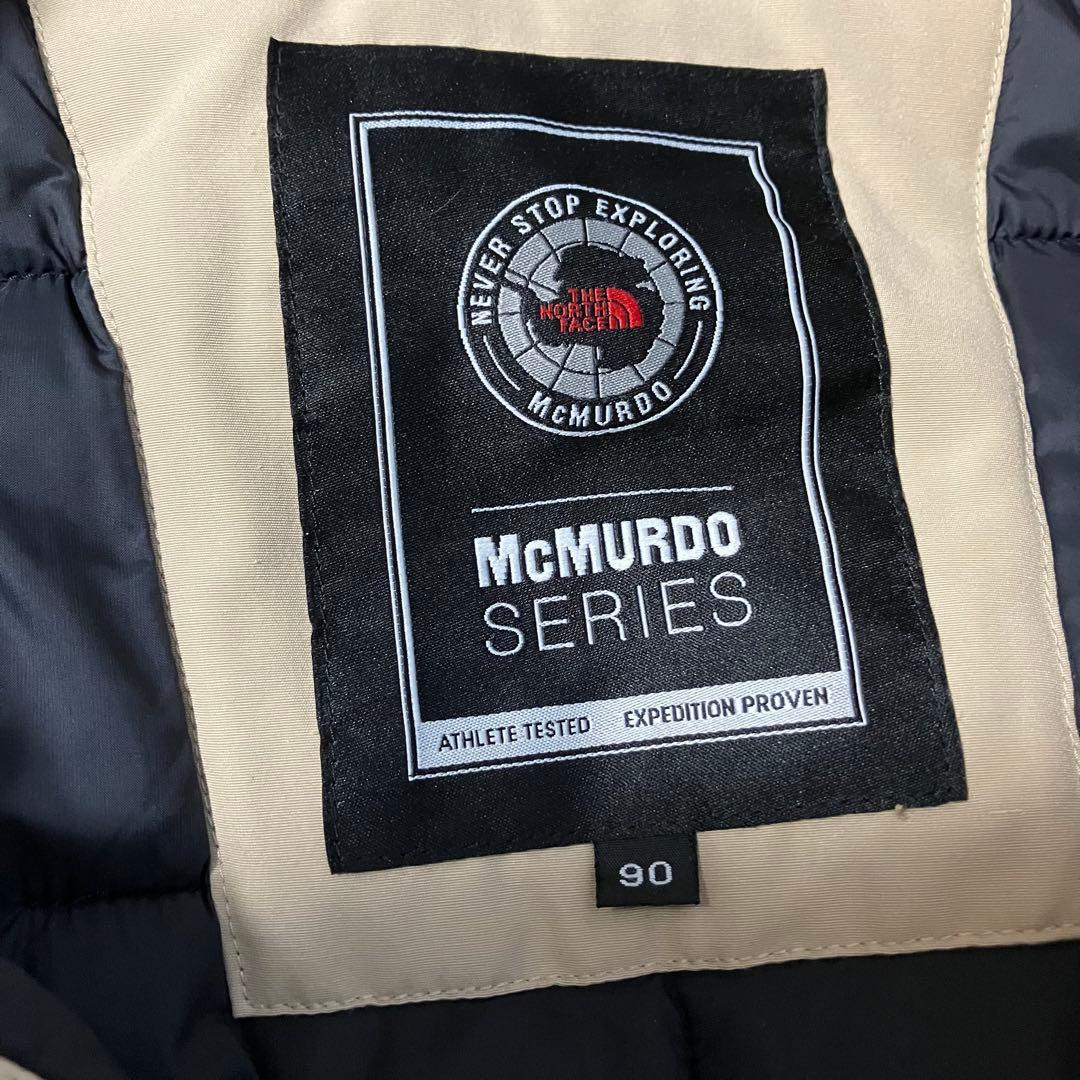 NEVER STOP EXPLORING
THE
NORTH
FACE
McMURDO
McMURDO
SERIES
ATHLETE TESTED EXPEDITION PROVEN
90